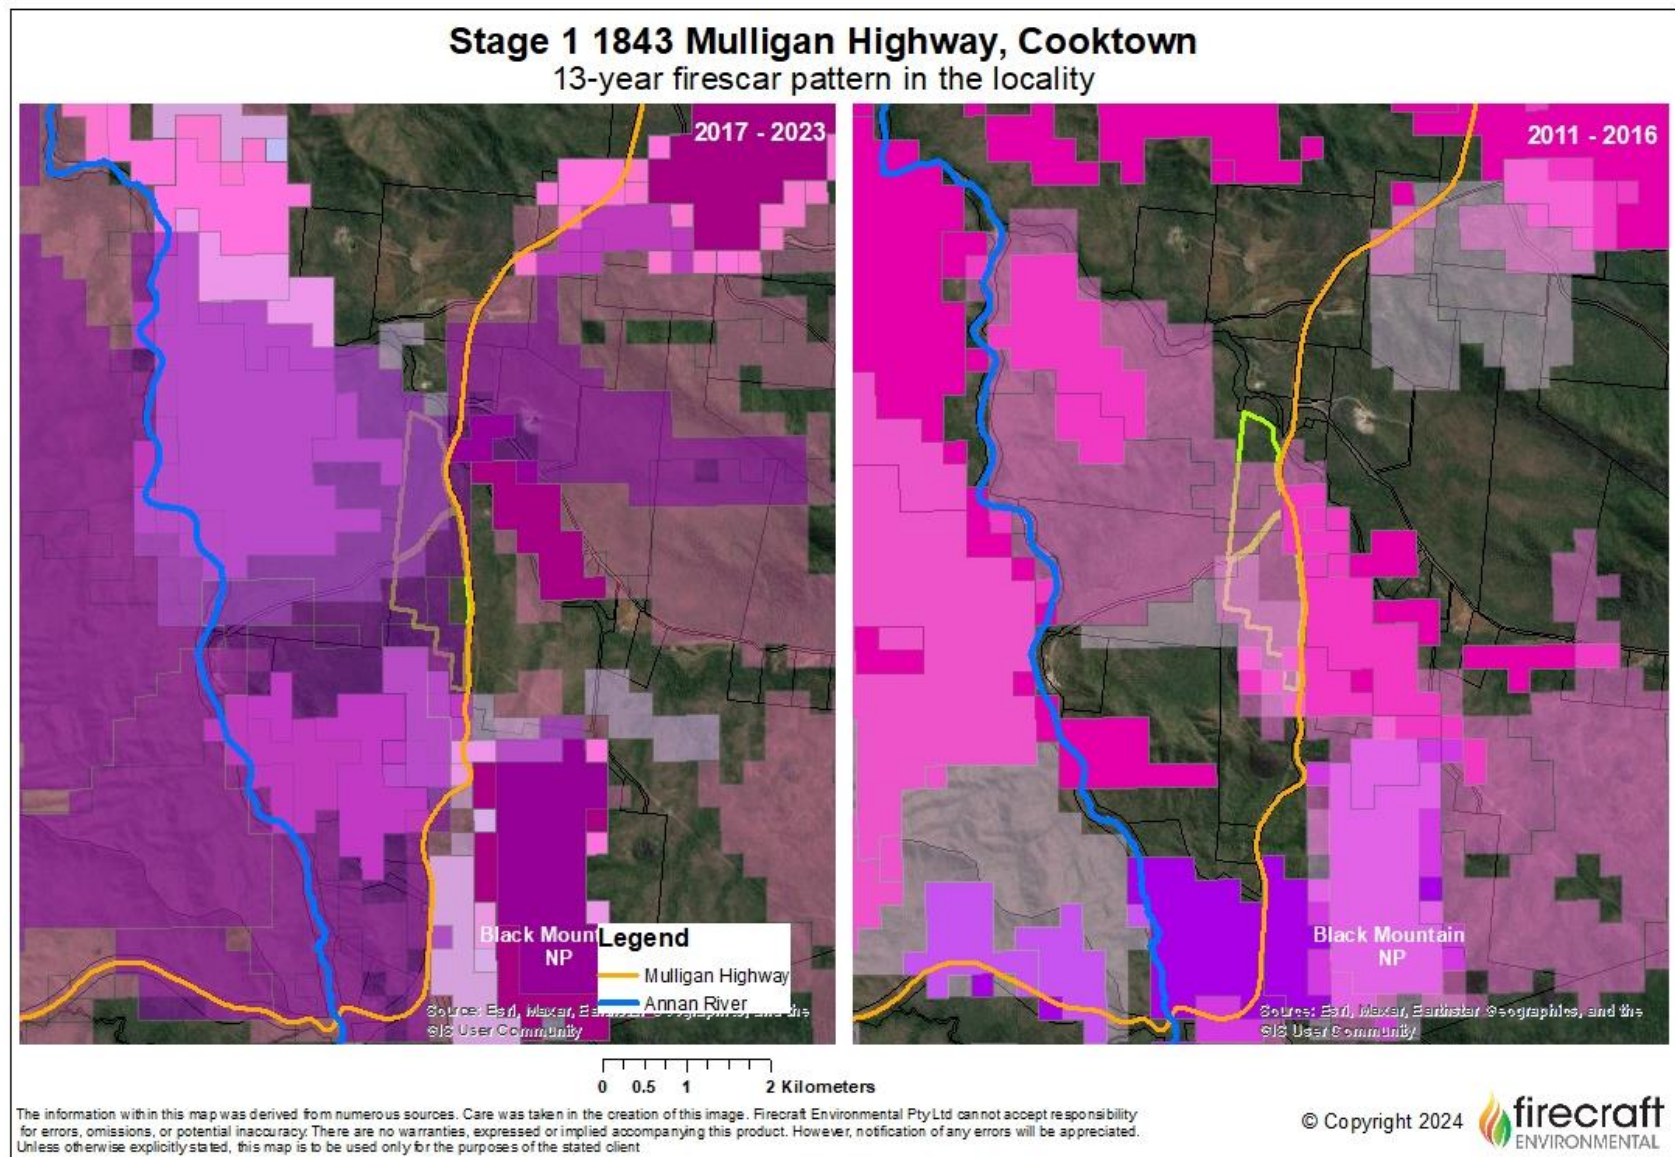 Stage 1 1843 Mulligan Highway, Cooktown
13-year firescar pattern in the locality
2017 - 2023
2011 - 2016
Black Mount
NP
Legend
Mulligan Highway
Annan River
Source: Esri, Maxar, Earthstar Geographics, and the
GIS User Community
Black Mountain
NP
Source: Esri, Maxar, Earthstar Geographics, and the
GIS User Community
0 0.5 1 2 Kilometers
The information within this map was derived from numerous sources. Care was taken in the creation of this image. Firecraft Environmental Pty Ltd cannot accept responsibility
for errors, omissions, or potential inaccuracy. There are no warranties, expressed or implied accompanying this product. However, notification of any errors will be appreciated.
Unless otherwise explicitly stated, this map is to be used only for the purposes of the stated client
© Copyright 2024
firecraft
ENVIRONMENTAL